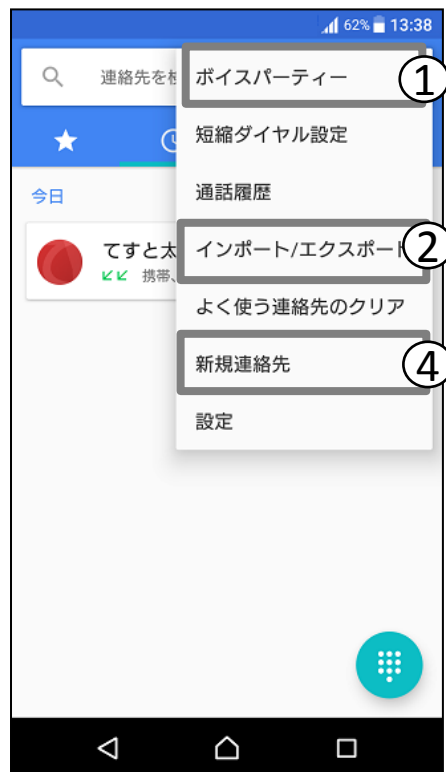 62% 13:38
連絡先を
ボイスパーティー ①
短縮ダイヤル設定
今日
通話履歴
てすと太
インポート/エクスポート ②
携帯、
よく使う連絡先のクリア
新規連絡先 ④
設定